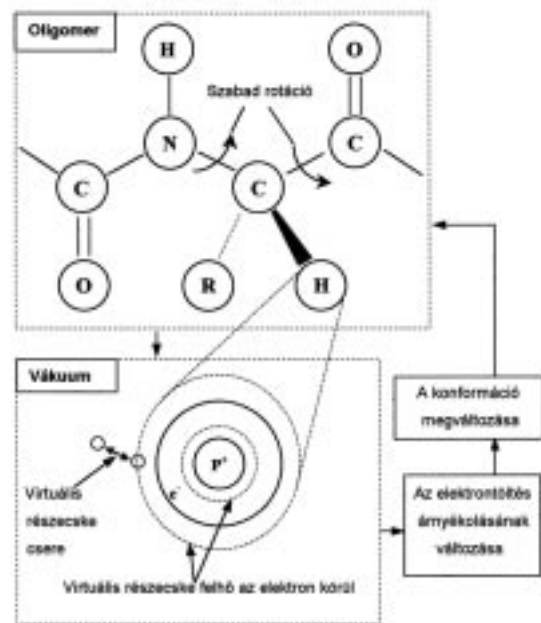 Oligomer
H
O
Szabad rotáció
N
C
C
C
O
R
H
Vákuum
P⁺
e⁻
Virtuális
részecske
csere
Virtuális részecske felhő az elektron körül
A konformáció
megváltozása
Az elektrontöltés
árnyékolásának
változása